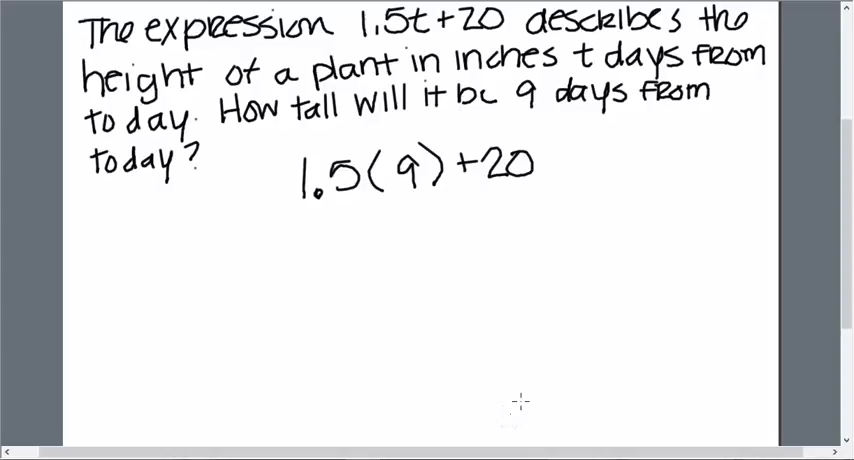 The expression 1.5t+20 describes the
height of a plant in inches t days from
today. How tall will it be 9 days from
today?
1.5(9)+20